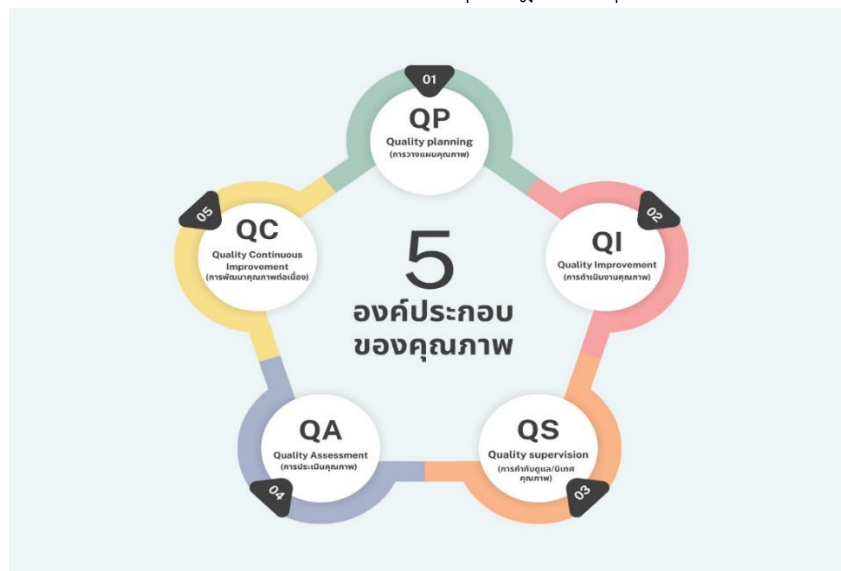 01
QP
Quality planning
(การวางแผนคุณภาพ)
02
QI
Quality Improvement
(การดำเนินงานคุณภาพ)
03
QS
Quality supervision
(การกำกับดูแล/นิเทศ
คุณภาพ)
04
QA
Quality Assessment
(การประเมินคุณภาพ)
05
QC
Quality Continuous
Improvement
(การพัฒนาคุณภาพต่อเนื่อง)
5
องค์ประกอบ
ของคุณภาพ